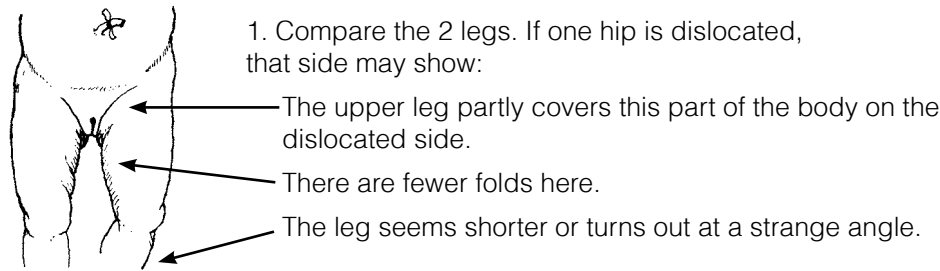 1. Compare the 2 legs. If one hip is dislocated,
that side may show:
The upper leg partly covers this part of the body on the
dislocated side.
There are fewer folds here.
The leg seems shorter or turns out at a strange angle.